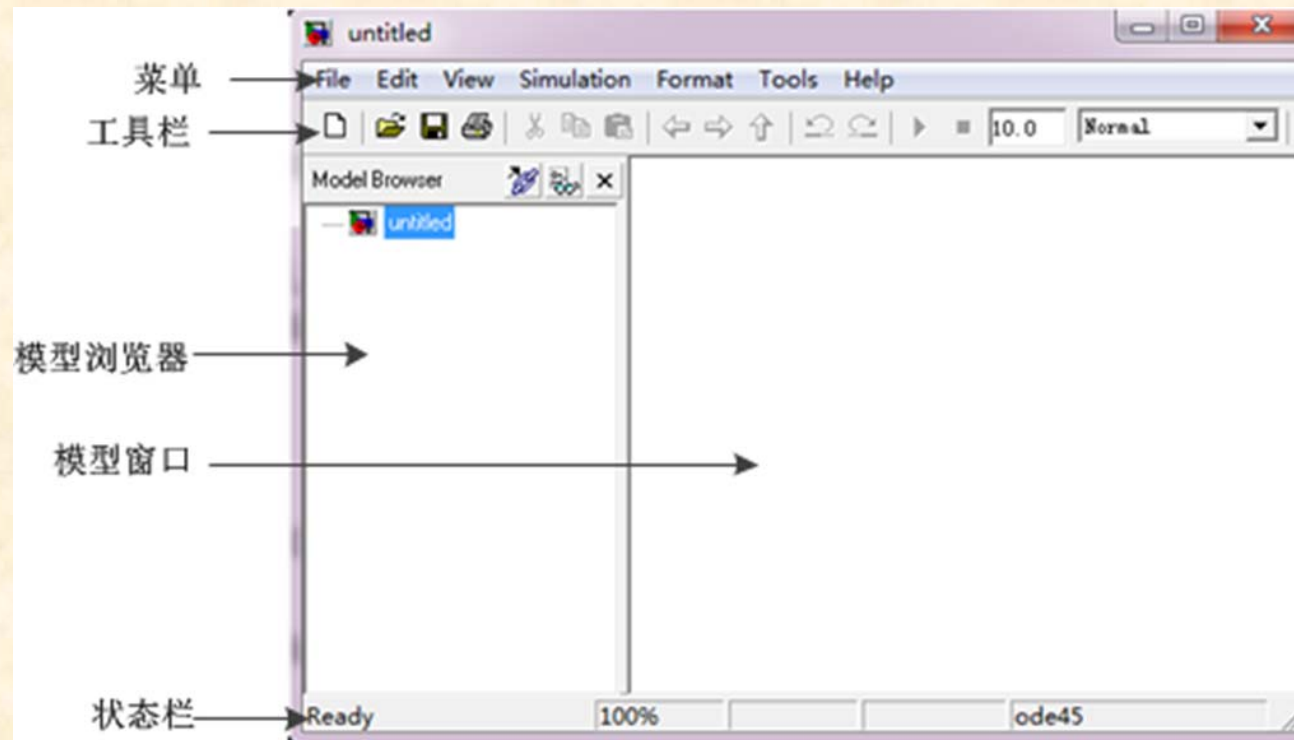 untitled
菜单
File Edit View Simulation Format Tools Help
工具栏
10.0 Normal
Model Browser
untitled
模型浏览器
模型窗口
状态栏
Ready 100% ode45